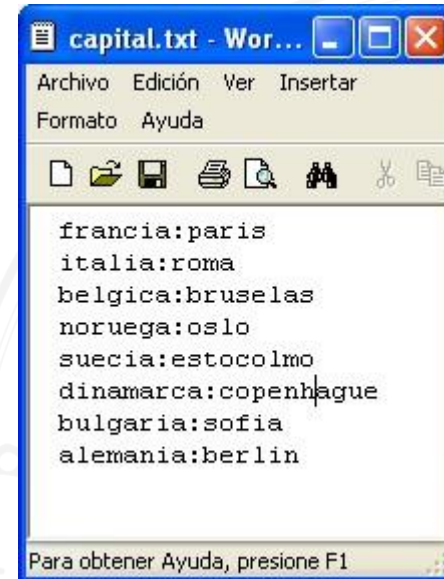 capital.txt - Wor...
Archivo Edición Ver Insertar
Formato Ayuda
francia:paris
italia:roma
belgica:bruselas
noruega:oslo
suecia:estocolmo
dinamarca:copenhague
bulgaria:sofia
alemania:berlin
Para obtener Ayuda, presione F1